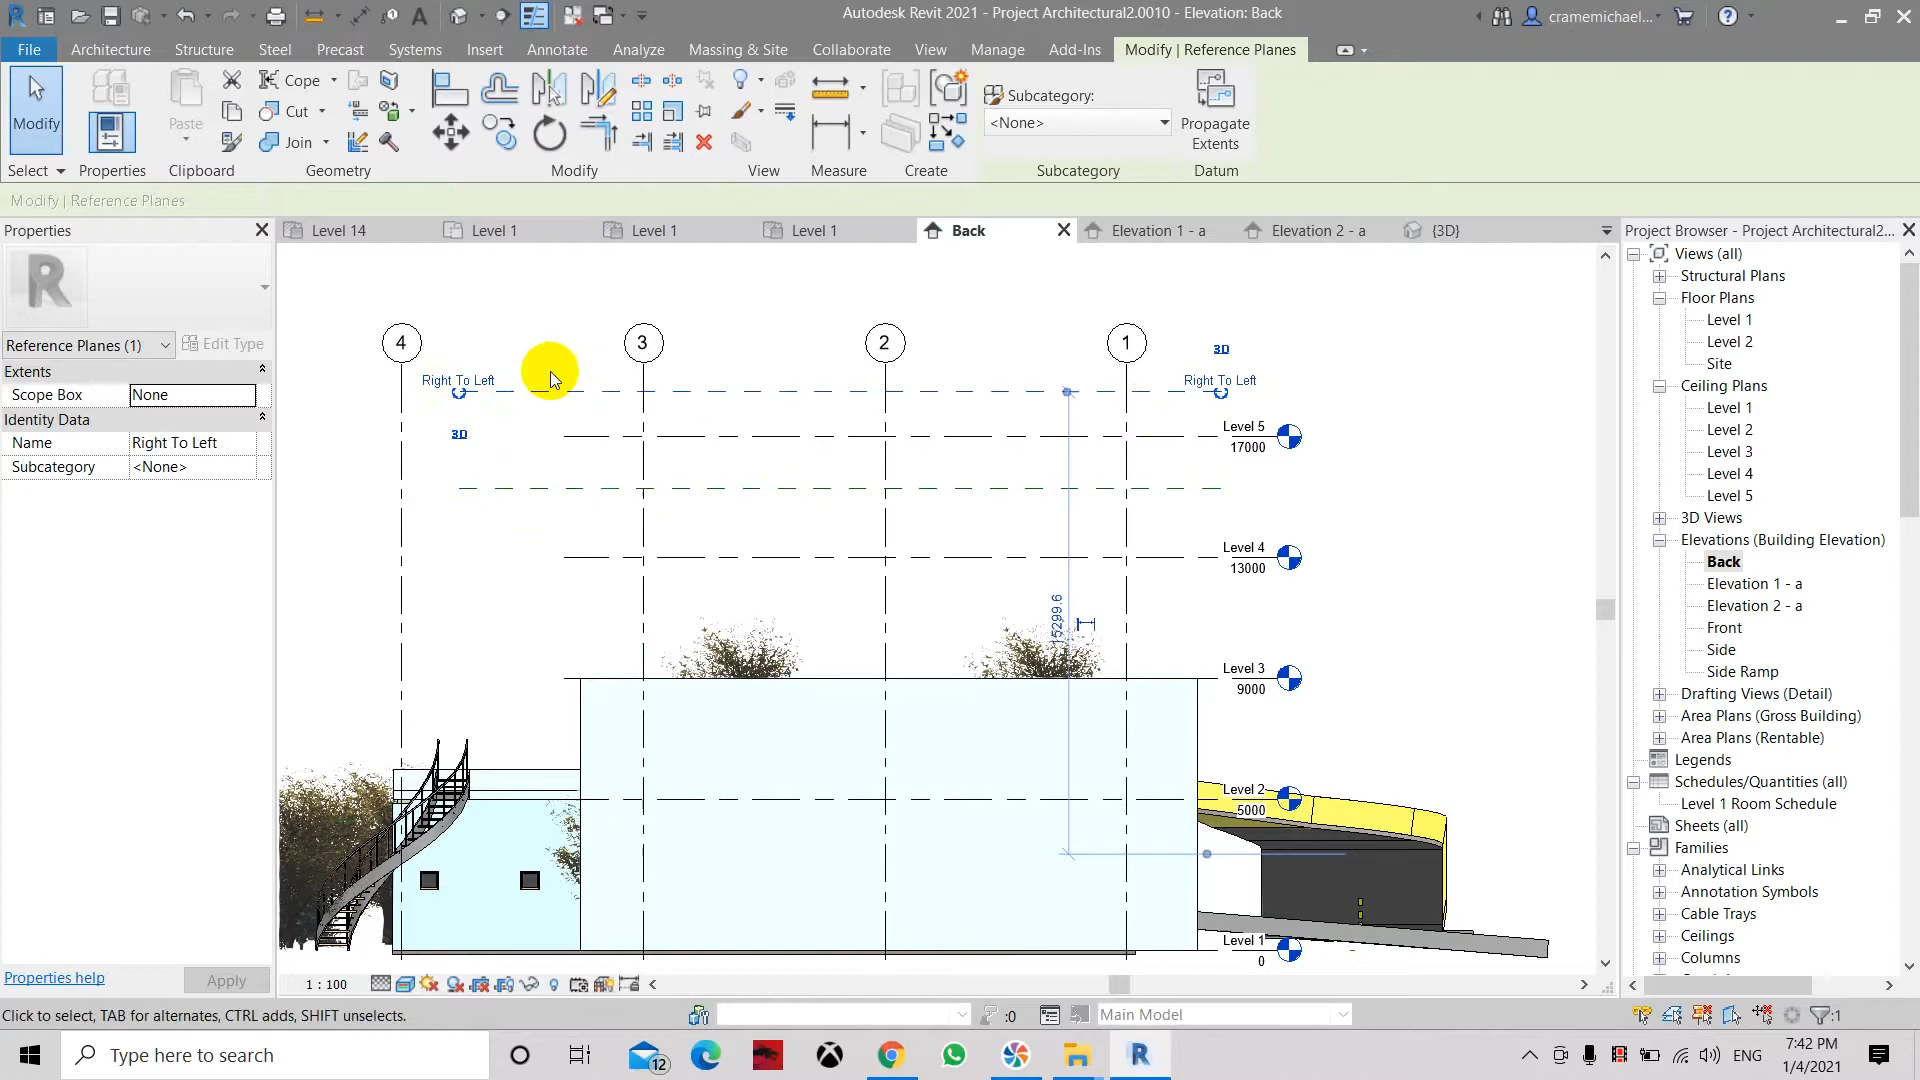 Autodesk Revit 2021 - Project Architectural2.0010 - Elevation: Back
cramemichael...
File Architecture Structure Steel Precast Systems Insert Annotate Analyze Massing & Site Collaborate View Manage Add-Ins Modify | Reference Planes
Modify
Paste
Cope
Cut
Join
Subcategory:
<None>
Propagate
Extents
Select Properties Clipboard Geometry Modify View Measure Create Subcategory Datum
Modify | Reference Planes
Properties
Level 14
Level 1
Level 1
Level 1
Back
Elevation 1 - a
Elevation 2 - a
{3D}
Project Browser - Project Architectural2...
R
Reference Planes (1)
Edit Type
Extents
Scope Box None
Identity Data
Name Right To Left
Subcategory <None>
Properties help
Apply
4
3
2
1
3D
Right To Left
Right To Left
3D
Level 5
17000
Level 4
13000
15299.6
Level 3
9000
Level 2
5000
Level 1
0
Views (all)
Structural Plans
Floor Plans
Level 1
Level 2
Site
Ceiling Plans
Level 1
Level 2
Level 3
Level 4
Level 5
3D Views
Elevations (Building Elevation)
Back
Elevation 1 - a
Elevation 2 - a
Front
Side
Side Ramp
Drafting Views (Detail)
Area Plans (Gross Building)
Area Plans (Rentable)
Legends
Schedules/Quantities (all)
Level 1 Room Schedule
Sheets (all)
Families
Analytical Links
Annotation Symbols
Cable Trays
Ceilings
Columns
1 : 100
Click to select, TAB for alternates, CTRL adds, SHIFT unselects.
:0
Main Model
:1
Type here to search
12
ENG
7:42 PM
1/4/2021